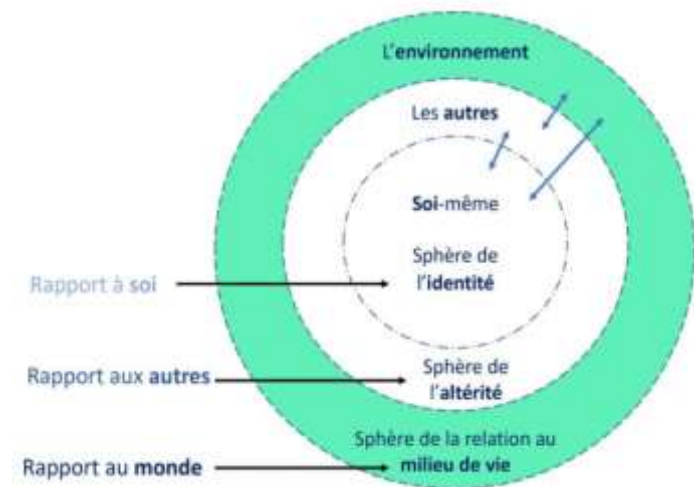 L'environnement
Les autres
Soi-même
Sphère de
l'identité
Rapport à soi
Sphère de
l'altérité
Rapport aux autres
Sphère de la relation au
milieu de vie
Rapport au monde